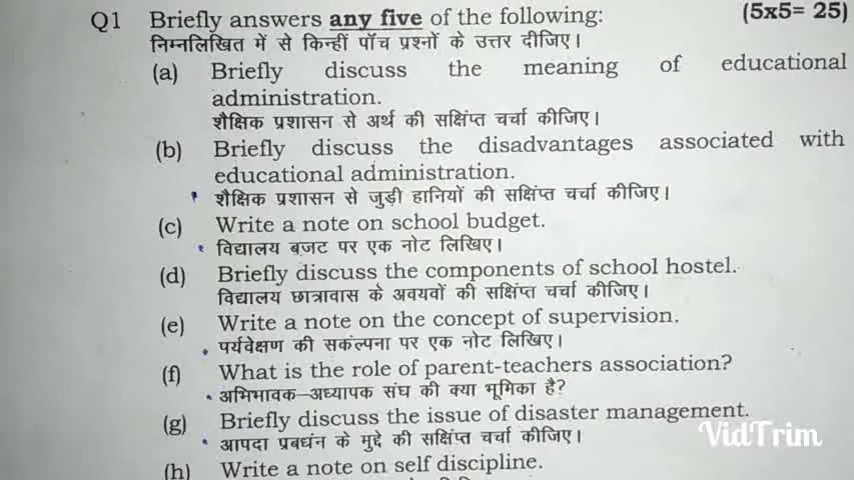 Q1 Briefly answers any five of the following: (5x5= 25)
निम्नलिखित में से किन्हीं पॉच प्रश्नों के उत्तर दीजिए।
(a) Briefly discuss the meaning of educational
administration.
शैक्षिक प्रशासन से अर्थ की सक्षिंप्त चर्चा कीजिए।
(b) Briefly discuss the disadvantages associated with
educational administration.
शैक्षिक प्रशासन से जुड़ी हानियों की सक्षिंप्त चर्चा कीजिए।
(c) Write a note on school budget.
विद्यालय बजट पर एक नोट लिखिए।
(d) Briefly discuss the components of school hostel.
विद्यालय छात्रावास के अवयवों की सक्षिंप्त चर्चा कीजिए।
(e) Write a note on the concept of supervision.
पर्यवेक्षण की सकंल्पना पर एक नोट लिखिए।
(f) What is the role of parent-teachers association?
अभिभावक–अध्यापक संघ की क्या भूमिका है?
(g) Briefly discuss the issue of disaster management.
आपदा प्रबधंन के मुद्दे की सक्षिंप्त चर्चा कीजिए।
VidTrim
(h) Write a note on self discipline.